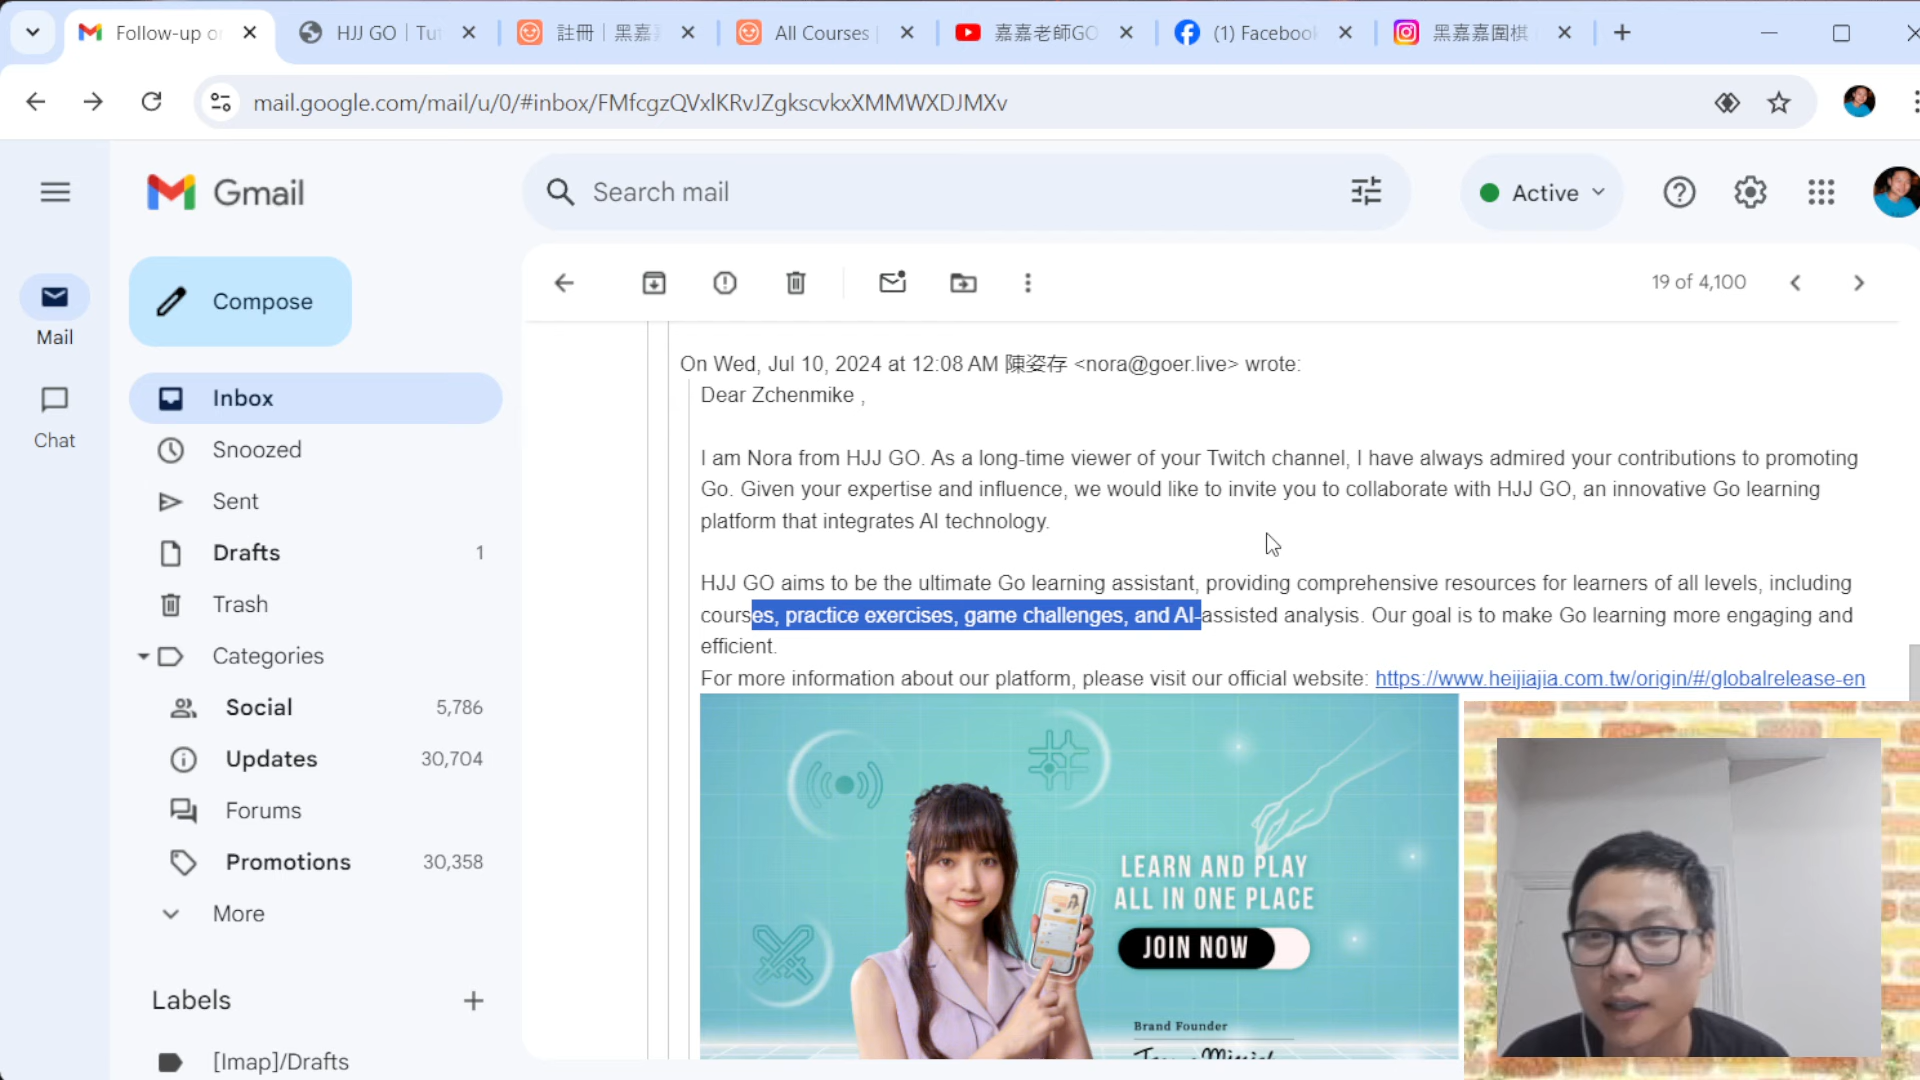 Follow-up o
HJJ GO | Tut
註冊 | 黑嘉嘉
All Courses |
嘉嘉老師GO
(1) Facebook
黑嘉嘉圍棋
mail.google.com/mail/u/0/#inbox/FMfcgzQVxlKRvJZgkscvkxXMMWXDJMXv
Gmail
Search mail
Active
Compose
19 of 4,100
Mail
Chat
Inbox
Snoozed
Sent
Drafts 1
Trash
Categories
Social 5,786
Updates 30,704
Forums
Promotions 30,358
More
Labels
[Imap]/Drafts
On Wed, Jul 10, 2024 at 12:08 AM 陳姿存 <nora@goer.live> wrote:
Dear Zchenmike ,
I am Nora from HJJ GO. As a long-time viewer of your Twitch channel, I have always admired your contributions to promoting
Go. Given your expertise and influence, we would like to invite you to collaborate with HJJ GO, an innovative Go learning
platform that integrates AI technology.
HJJ GO aims to be the ultimate Go learning assistant, providing comprehensive resources for learners of all levels, including
courses, practice exercises, game challenges, and AI-assisted analysis. Our goal is to make Go learning more engaging and
efficient.
For more information about our platform, please visit our official website: https://www.heijiajia.com.tw/origin/#/globalrelease-en
LEARN AND PLAY
ALL IN ONE PLACE
JOIN NOW
Brand Founder